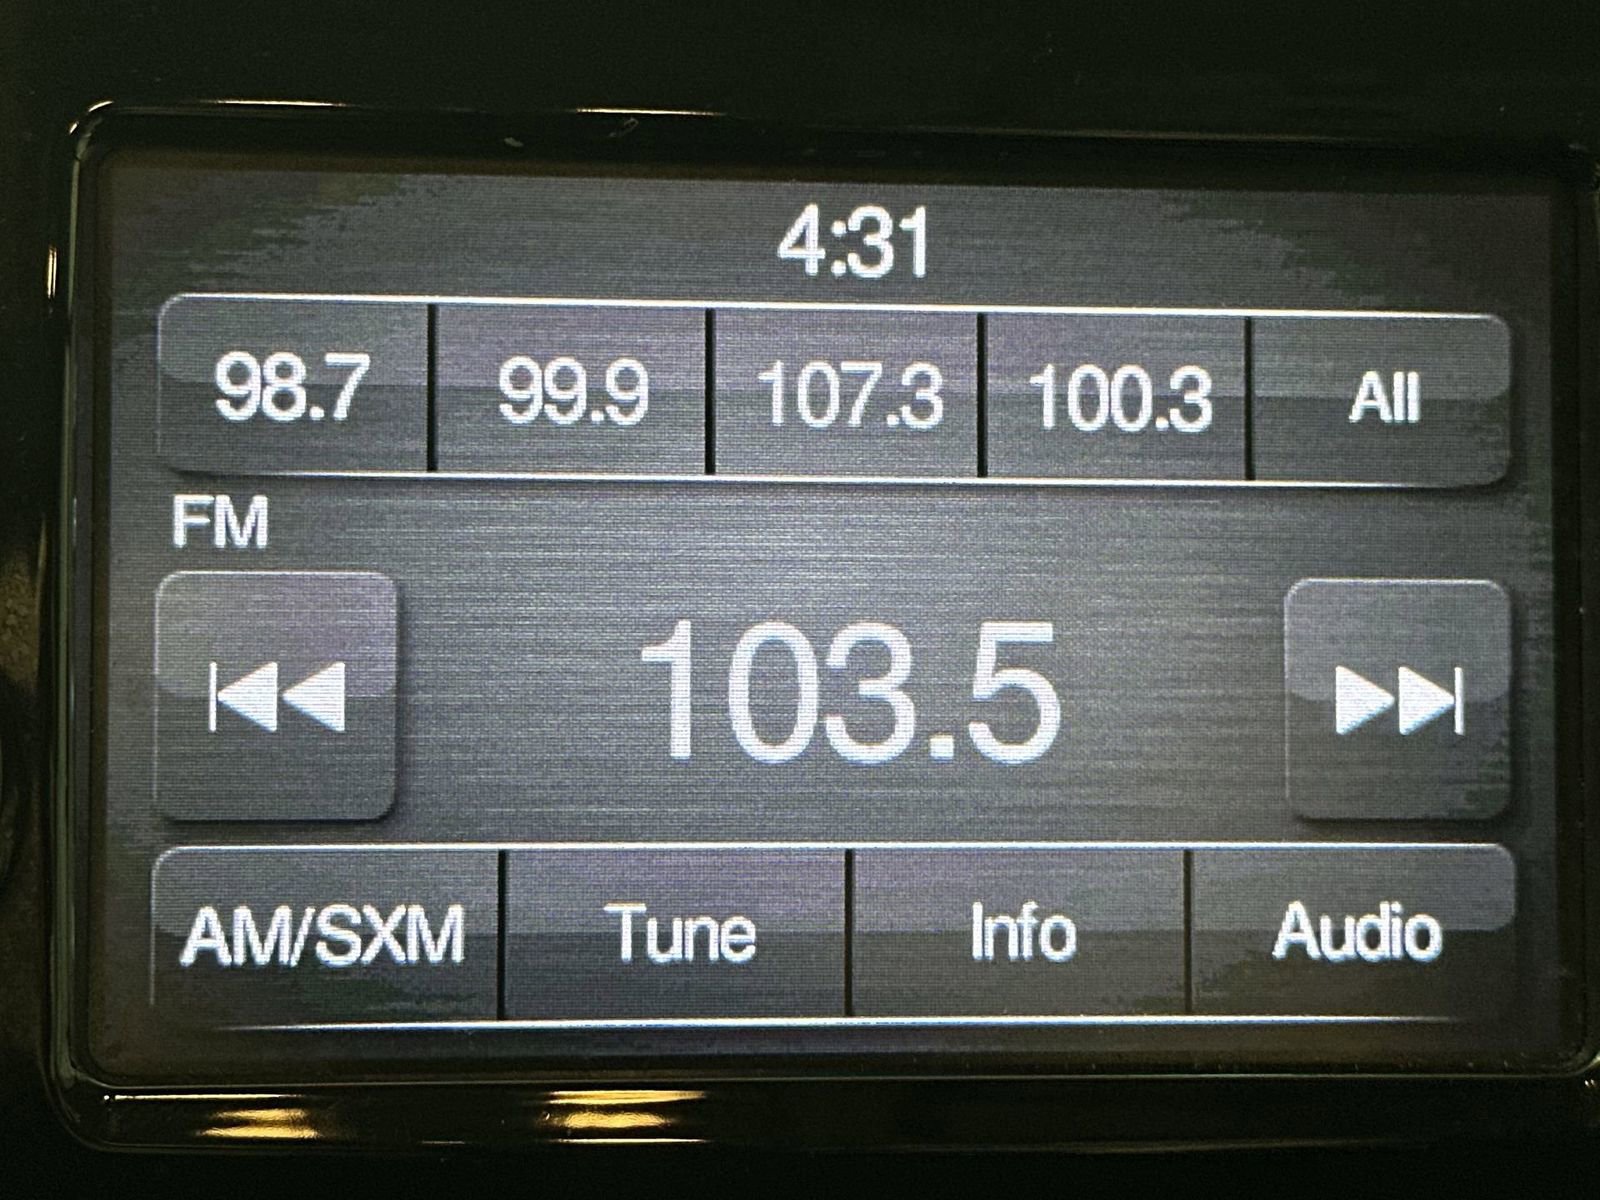 4:31
98.7 99.9 107.3 100.3 All
FM
103.5
AM/SXM Tune Info Audio